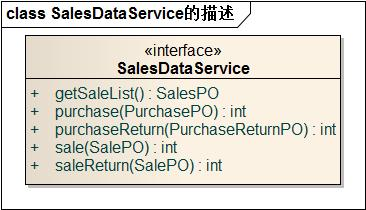 class SalesDataService的描述
«interface»
SalesDataService
+ getSaleList() : SalesPO
+ purchase(PurchasePO) : int
+ purchaseReturn(PurchaseReturnPO) : int
+ sale(SalePO) : int
+ saleReturn(SalePO) : int